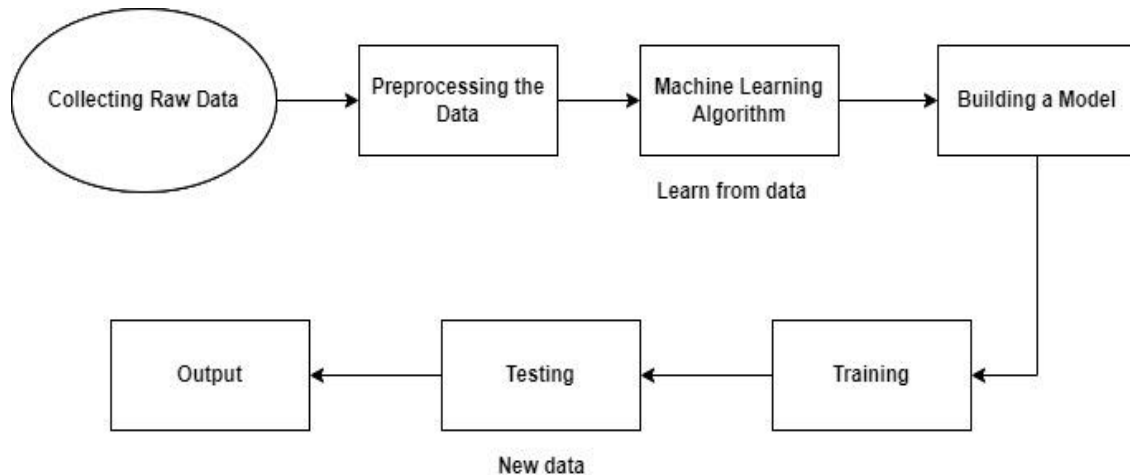 Collecting Raw Data
Preprocessing the
Data
Machine Learning
Algorithm
Building a Model
Learn from data
Output
Testing
Training
New data